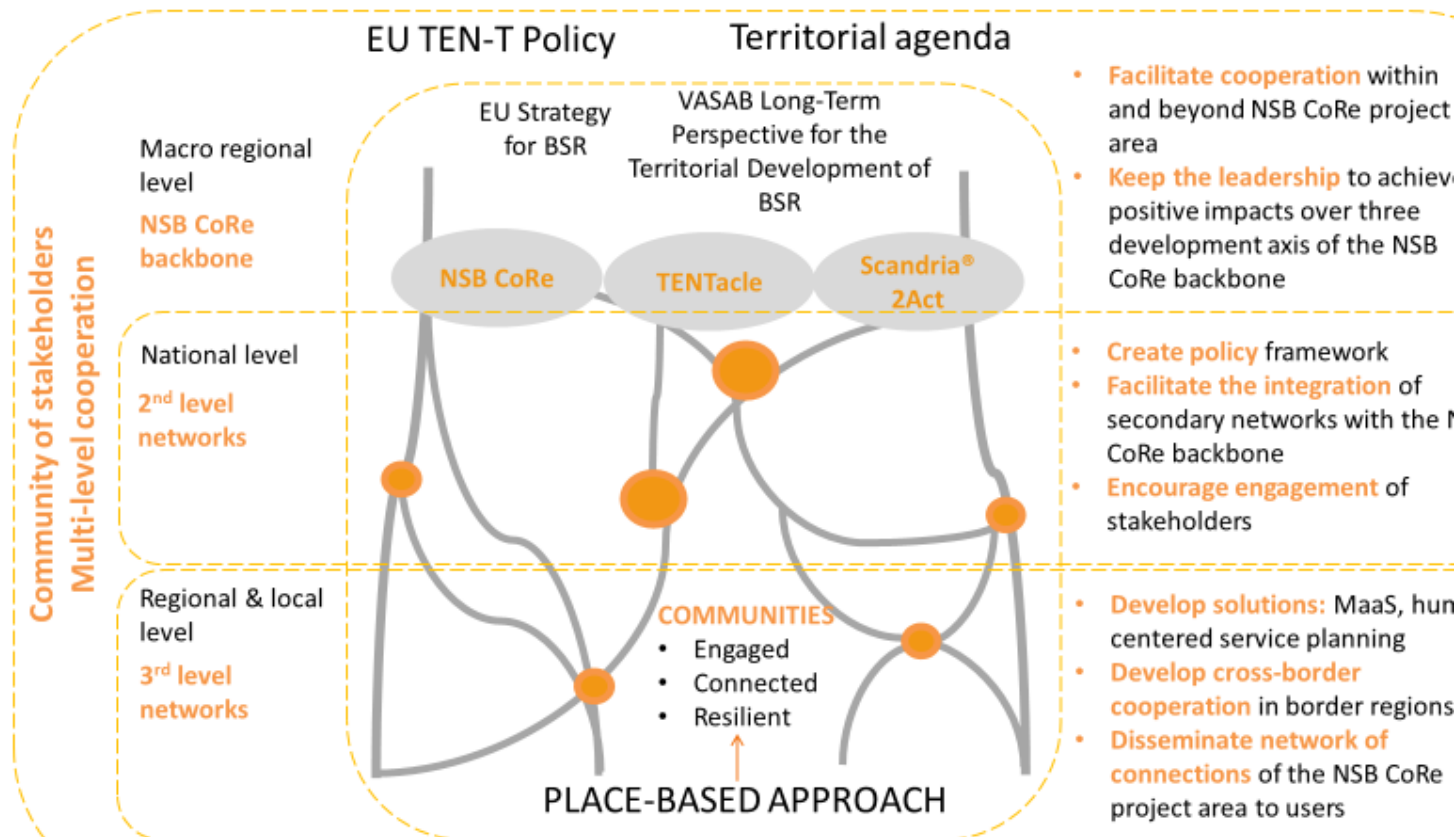 EU TEN-T Policy
Territorial agenda
EU Strategy
for BSR
VASAB Long-Term
Perspective for the
Territorial Development of
BSR
Community of stakeholders
Multi-level cooperation
Macro regional
level
NSB CoRe
backbone
NSB CoRe
TENTacle
Scandria®
2Act
• Facilitate cooperation within
and beyond NSB CoRe project
area
• Keep the leadership to achieve
positive impacts over three
development axis of the NSB
CoRe backbone
National level
2nd level
networks
• Create policy framework
• Facilitate the integration of
secondary networks with the
CoRe backbone
• Encourage engagement of
stakeholders
Regional & local
level
3rd level
networks
COMMUNITIES
• Engaged
• Connected
• Resilient
PLACE-BASED APPROACH
• Develop solutions: MaaS,
centered service planning
• Develop cross-border
cooperation in border regions
• Disseminate network of
connections of the NSB CoRe
project area to users